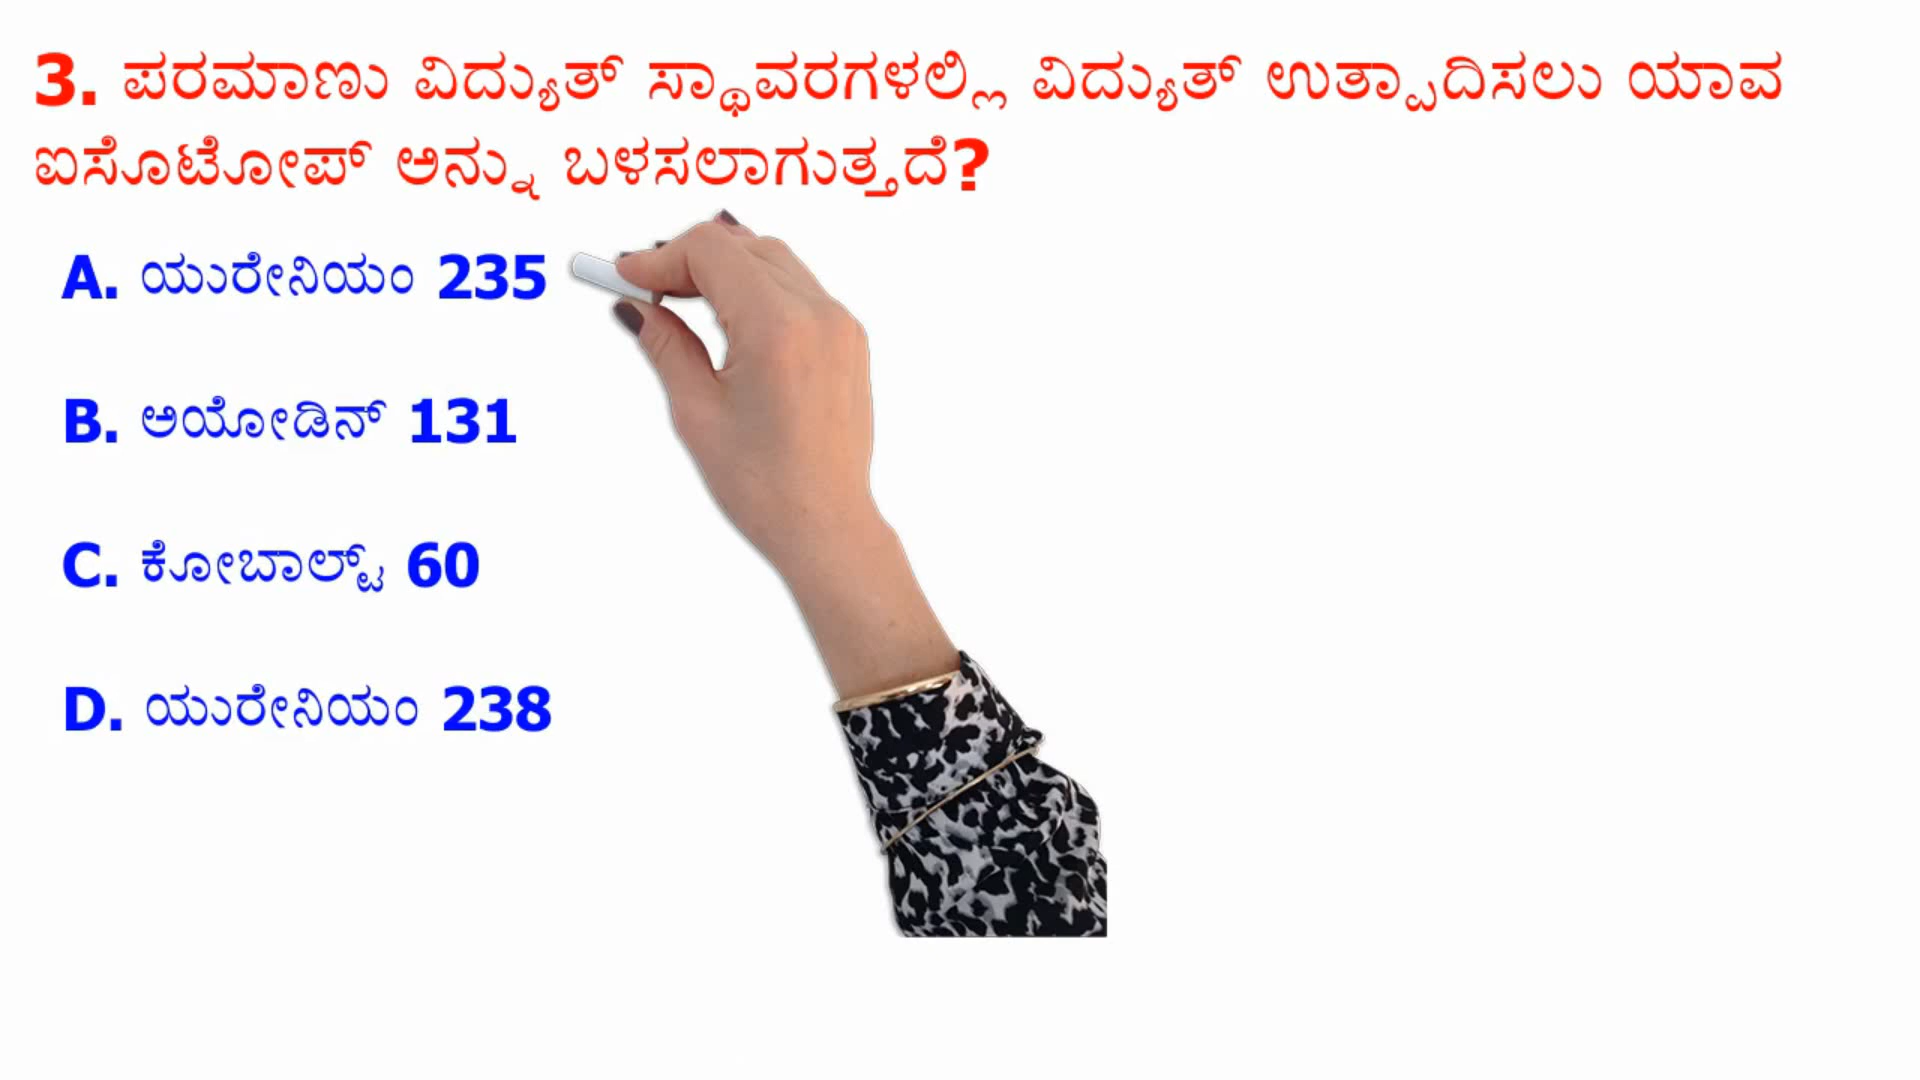 3. ಪರಮಾಣು ವಿದ್ಯುತ್ ಸ್ಥಾವರಗಳಲ್ಲಿ ವಿದ್ಯುತ್ ಉತ್ಪಾದಿಸಲು ಯಾವ
ಐಸೊಟೋಪ್ ಅನ್ನು ಬಳಸಲಾಗುತ್ತದೆ?
A. ಯುರೇನಿಯಂ 235
B. ಅಯೋಡಿನ್ 131
C. ಕೋಬಾಲ್ಟ್ 60
D. ಯುರೇನಿಯಂ 238